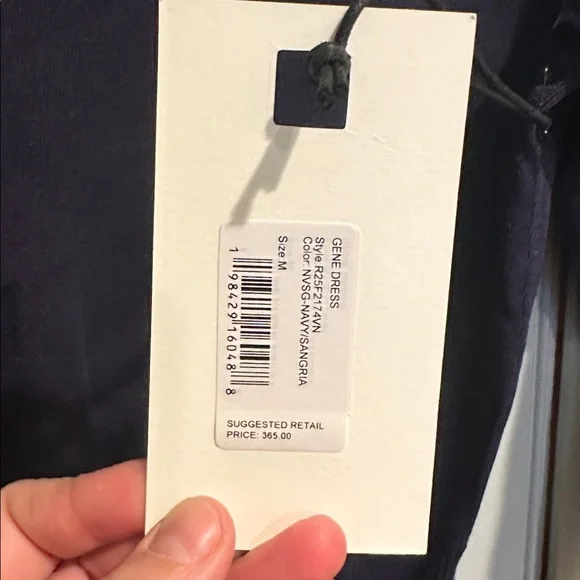 GENE DRESS
Style R25F2174VN
Color: NVSG-NAVY/SANGRIA
Size M
1 98429 16048 8
SUGGESTED RETAIL
PRICE: 365.00